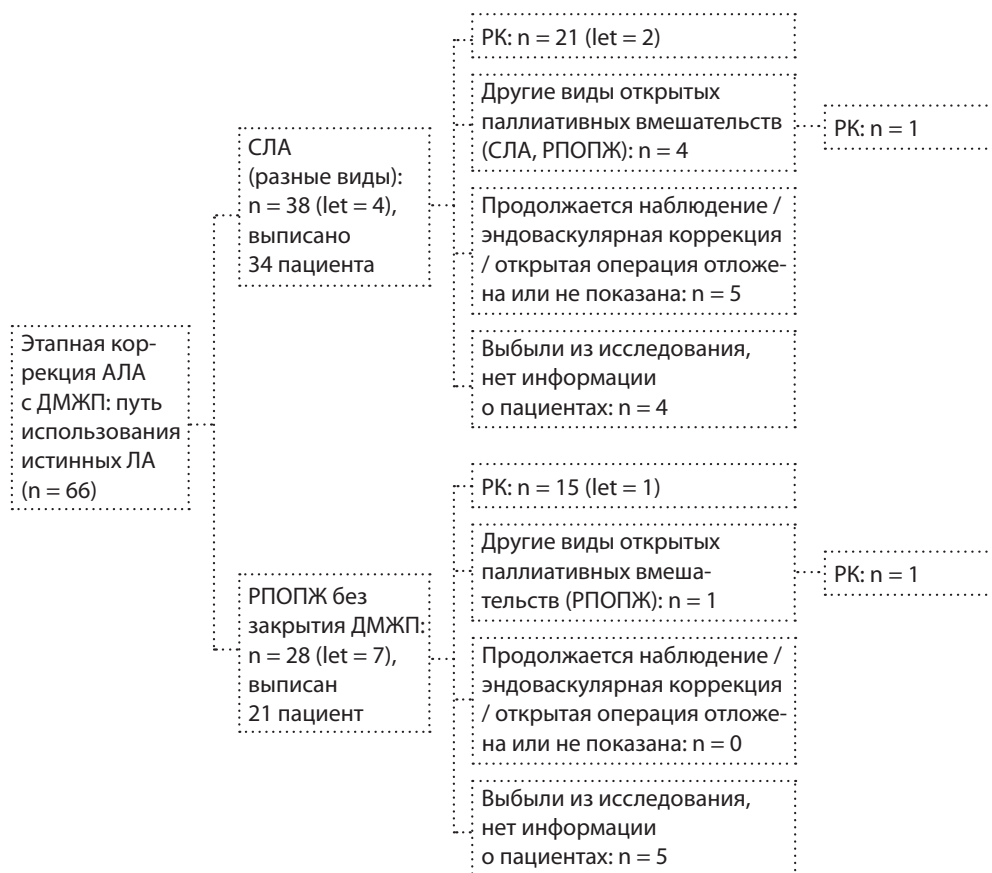 Этапная кор-
рекция АЛА
с ДМЖП: путь
использования
истинных ЛА
(n = 66)
СЛА
(разные виды):
n = 38 (let = 4),
выписано
34 пациента
РК: n = 21 (let = 2)
Другие виды открытых
паллиативных вмешательств
(СЛА, РПОПЖ): n = 4
РК: n = 1
Продолжается наблюдение /
эндоваскулярная коррекция
/ открытая операция отложе-
на или не показана: n = 5
Выбыли из исследования,
нет информации
о пациентах: n = 4
РПОПЖ без
закрытия ДМЖП:
n = 28 (let = 7),
выписан
21 пациент
РК: n = 15 (let = 1)
Другие виды открытых
паллиативных вмеша-
тельств (РПОПЖ): n = 1
РК: n = 1
Продолжается наблюдение /
эндоваскулярная коррекция
/ открытая операция отложе-
на или не показана: n = 0
Выбыли из исследования,
нет информации
о пациентах: n = 5